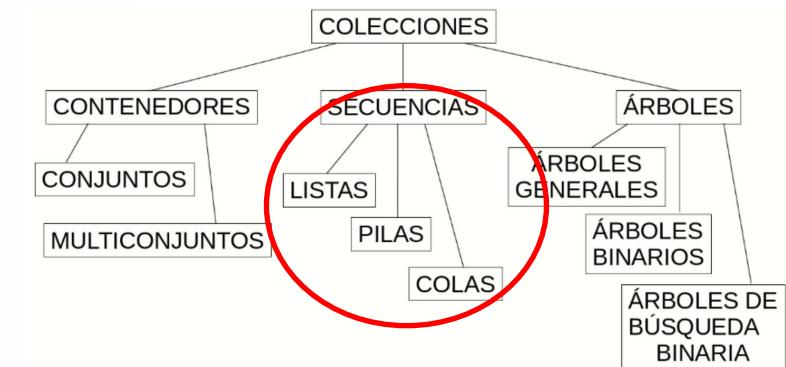 COLECCIONES
CONTENEDORES
SECUENCIAS
ÁRBOLES
CONJUNTOS
MULTICONJUNTOS
LISTAS
PILAS
COLAS
ÁRBOLES
GENERALES
ÁRBOLES
BINARIOS
ÁRBOLES DE
BÚSQUEDA
BINARIA